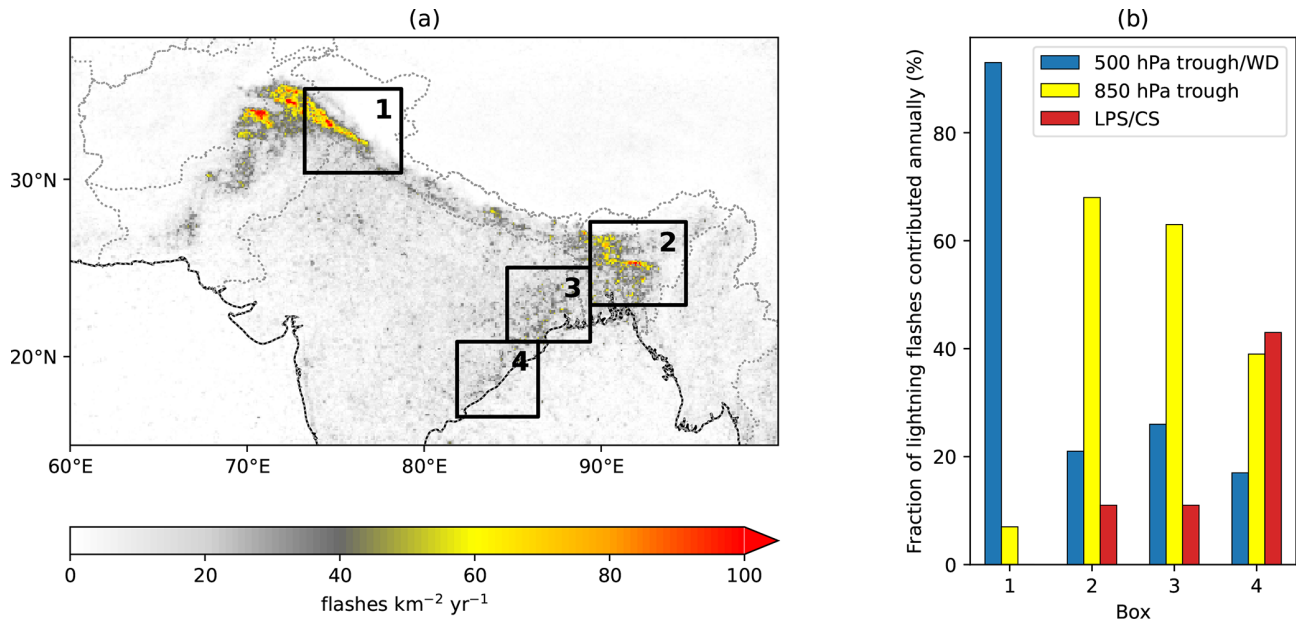 (a)
1
2
3
4
30°N
20°N
60°E
70°E
80°E
90°E
0
20
40
60
80
100
flashes km⁻² yr⁻¹
(b)
500 hPa trough/WD
850 hPa trough
LPS/CS
Fraction of lightning flashes contributed annually (%)
80
60
40
20
0
1
2
3
4
Box